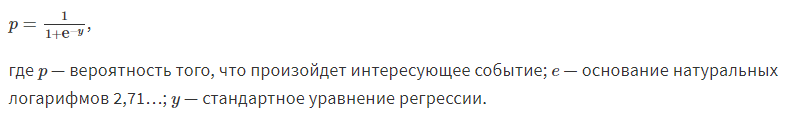 p = 1/(1+e^−y),
где p — вероятность того, что произойдет интересующее событие; e — основание натуральных
логарифмов 2,71…; y — стандартное уравнение регрессии.